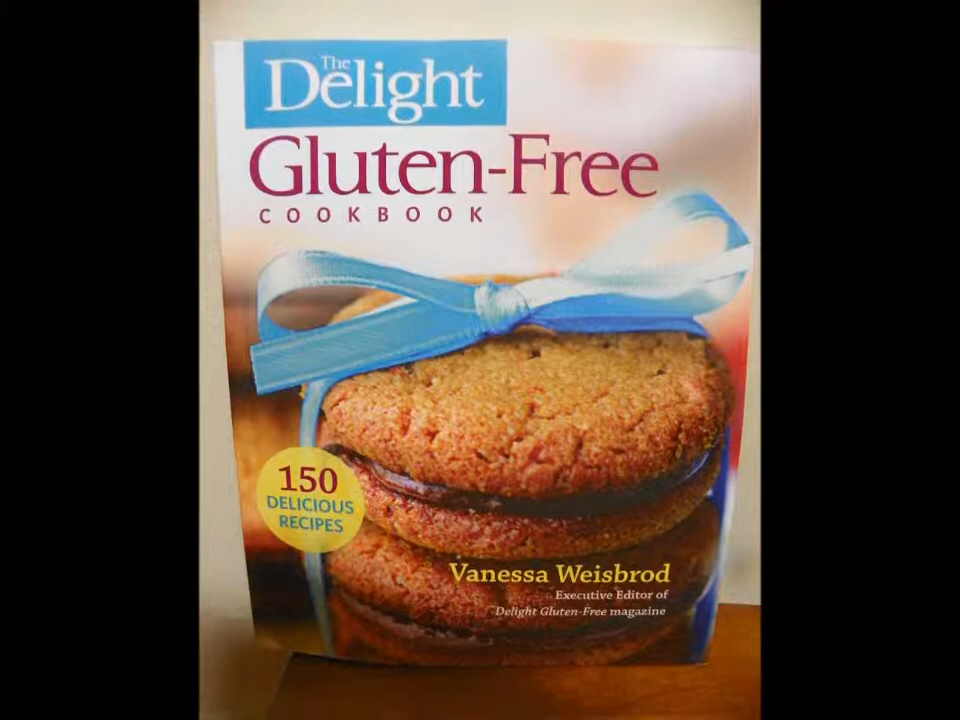 The
Delight
Gluten-Free
COOKBOOK
150
DELICIOUS
RECIPES
Vanessa Weisbrod
Executive Editor of
Delight Gluten-Free magazine